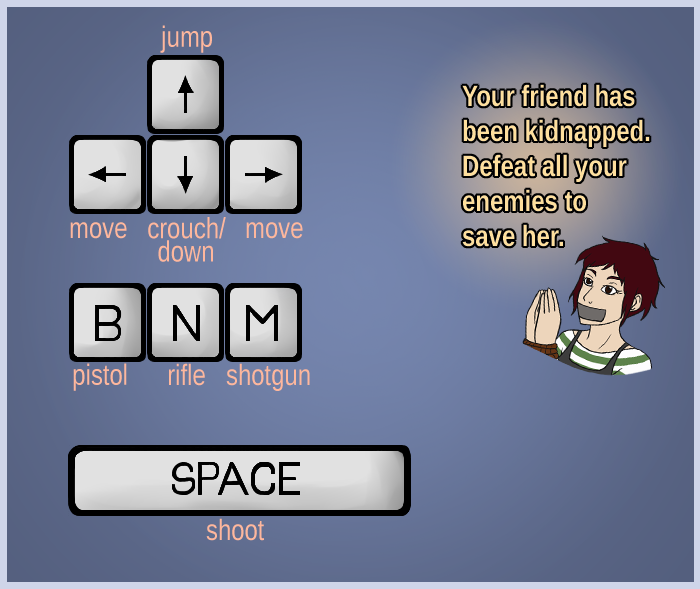 jump
move crouch/ move
down
B N M
pistol rifle shotgun
SPACE
shoot
Your friend has
been kidnapped.
Defeat all your
enemies to
save her.